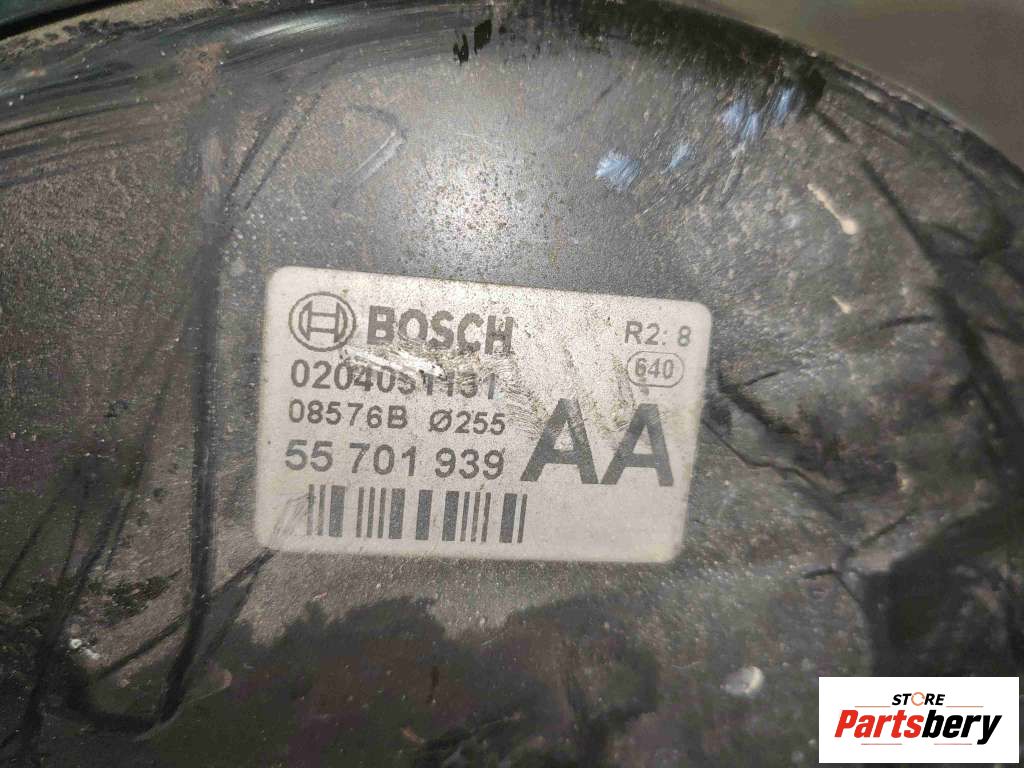 BOSCH
R2: 8
0204051131
640
08576B Ø255
AA
55 701 939
STORE
Partsbery